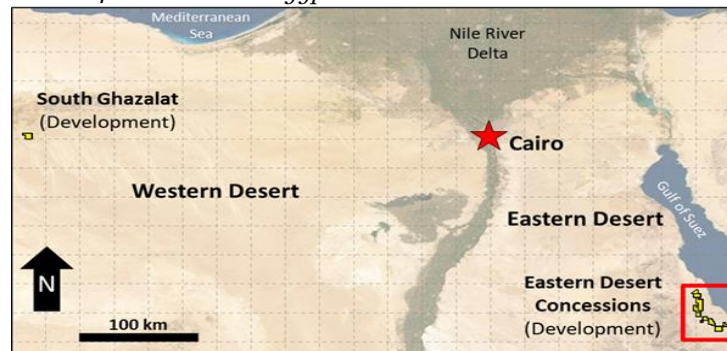 Mediterranean
Sea
Nile River
Delta
South Ghazalat
(Development)
Cairo
Western Desert
Eastern Desert
Gulf of Suez
Eastern Desert
Concessions
(Development)
N
100 km